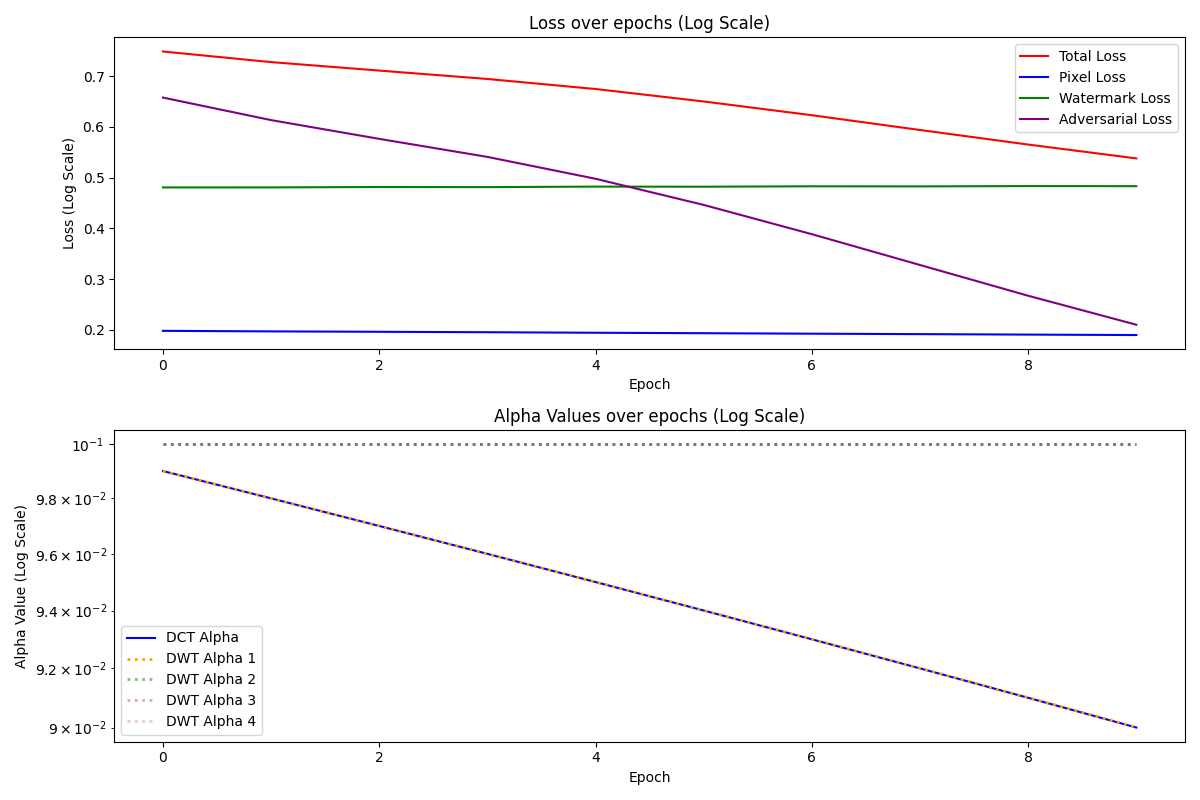 Loss over epochs (Log Scale)
Loss (Log Scale)
0.7
0.6
0.5
0.4
0.3
0.2
Total Loss
Pixel Loss
Watermark Loss
Adversarial Loss
0 2 4 6 8
Epoch
Alpha Values over epochs (Log Scale)
Alpha Value (Log Scale)
10⁻¹
9.8 × 10⁻²
9.6 × 10⁻²
9.4 × 10⁻²
9.2 × 10⁻²
9 × 10⁻²
DCT Alpha
DWT Alpha 1
DWT Alpha 2
DWT Alpha 3
DWT Alpha 4
0 2 4 6 8
Epoch